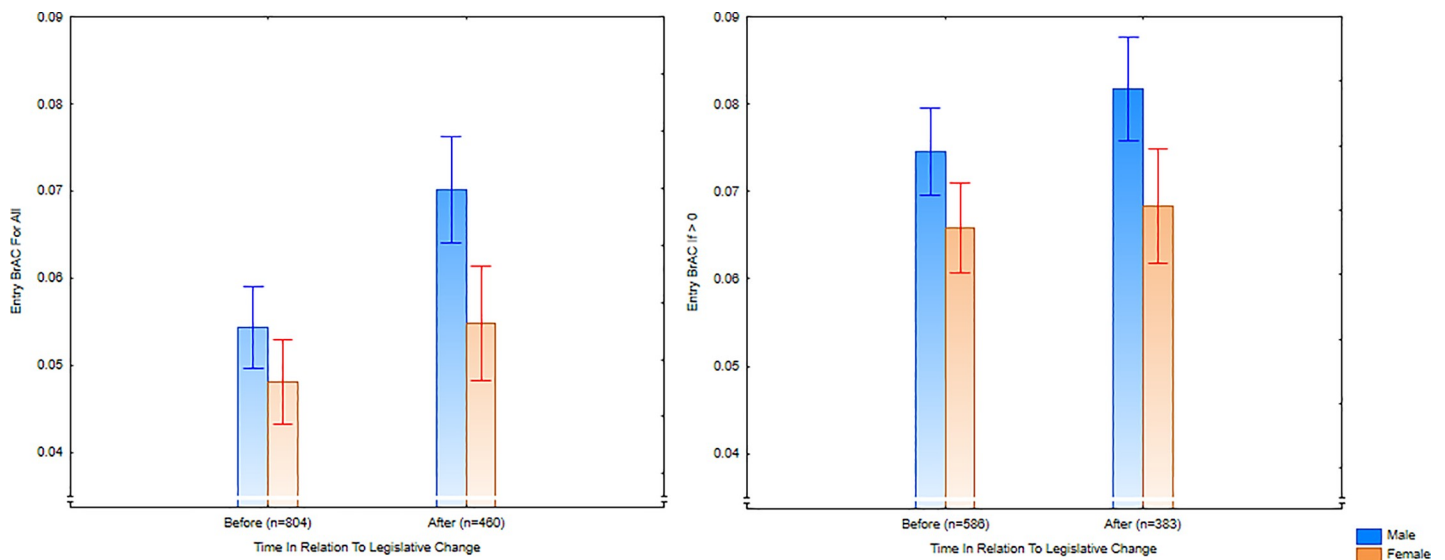 0.09
0.08
0.07
0.06
0.05
0.04
Entry BrAC For All
Before (n=804)
After (n=460)
Time In Relation To Legislative Change
0.09
0.08
0.07
0.06
0.05
0.04
Entry BrAC If > 0
Before (n=586)
After (n=383)
Time In Relation To Legislative Change
Male
Female